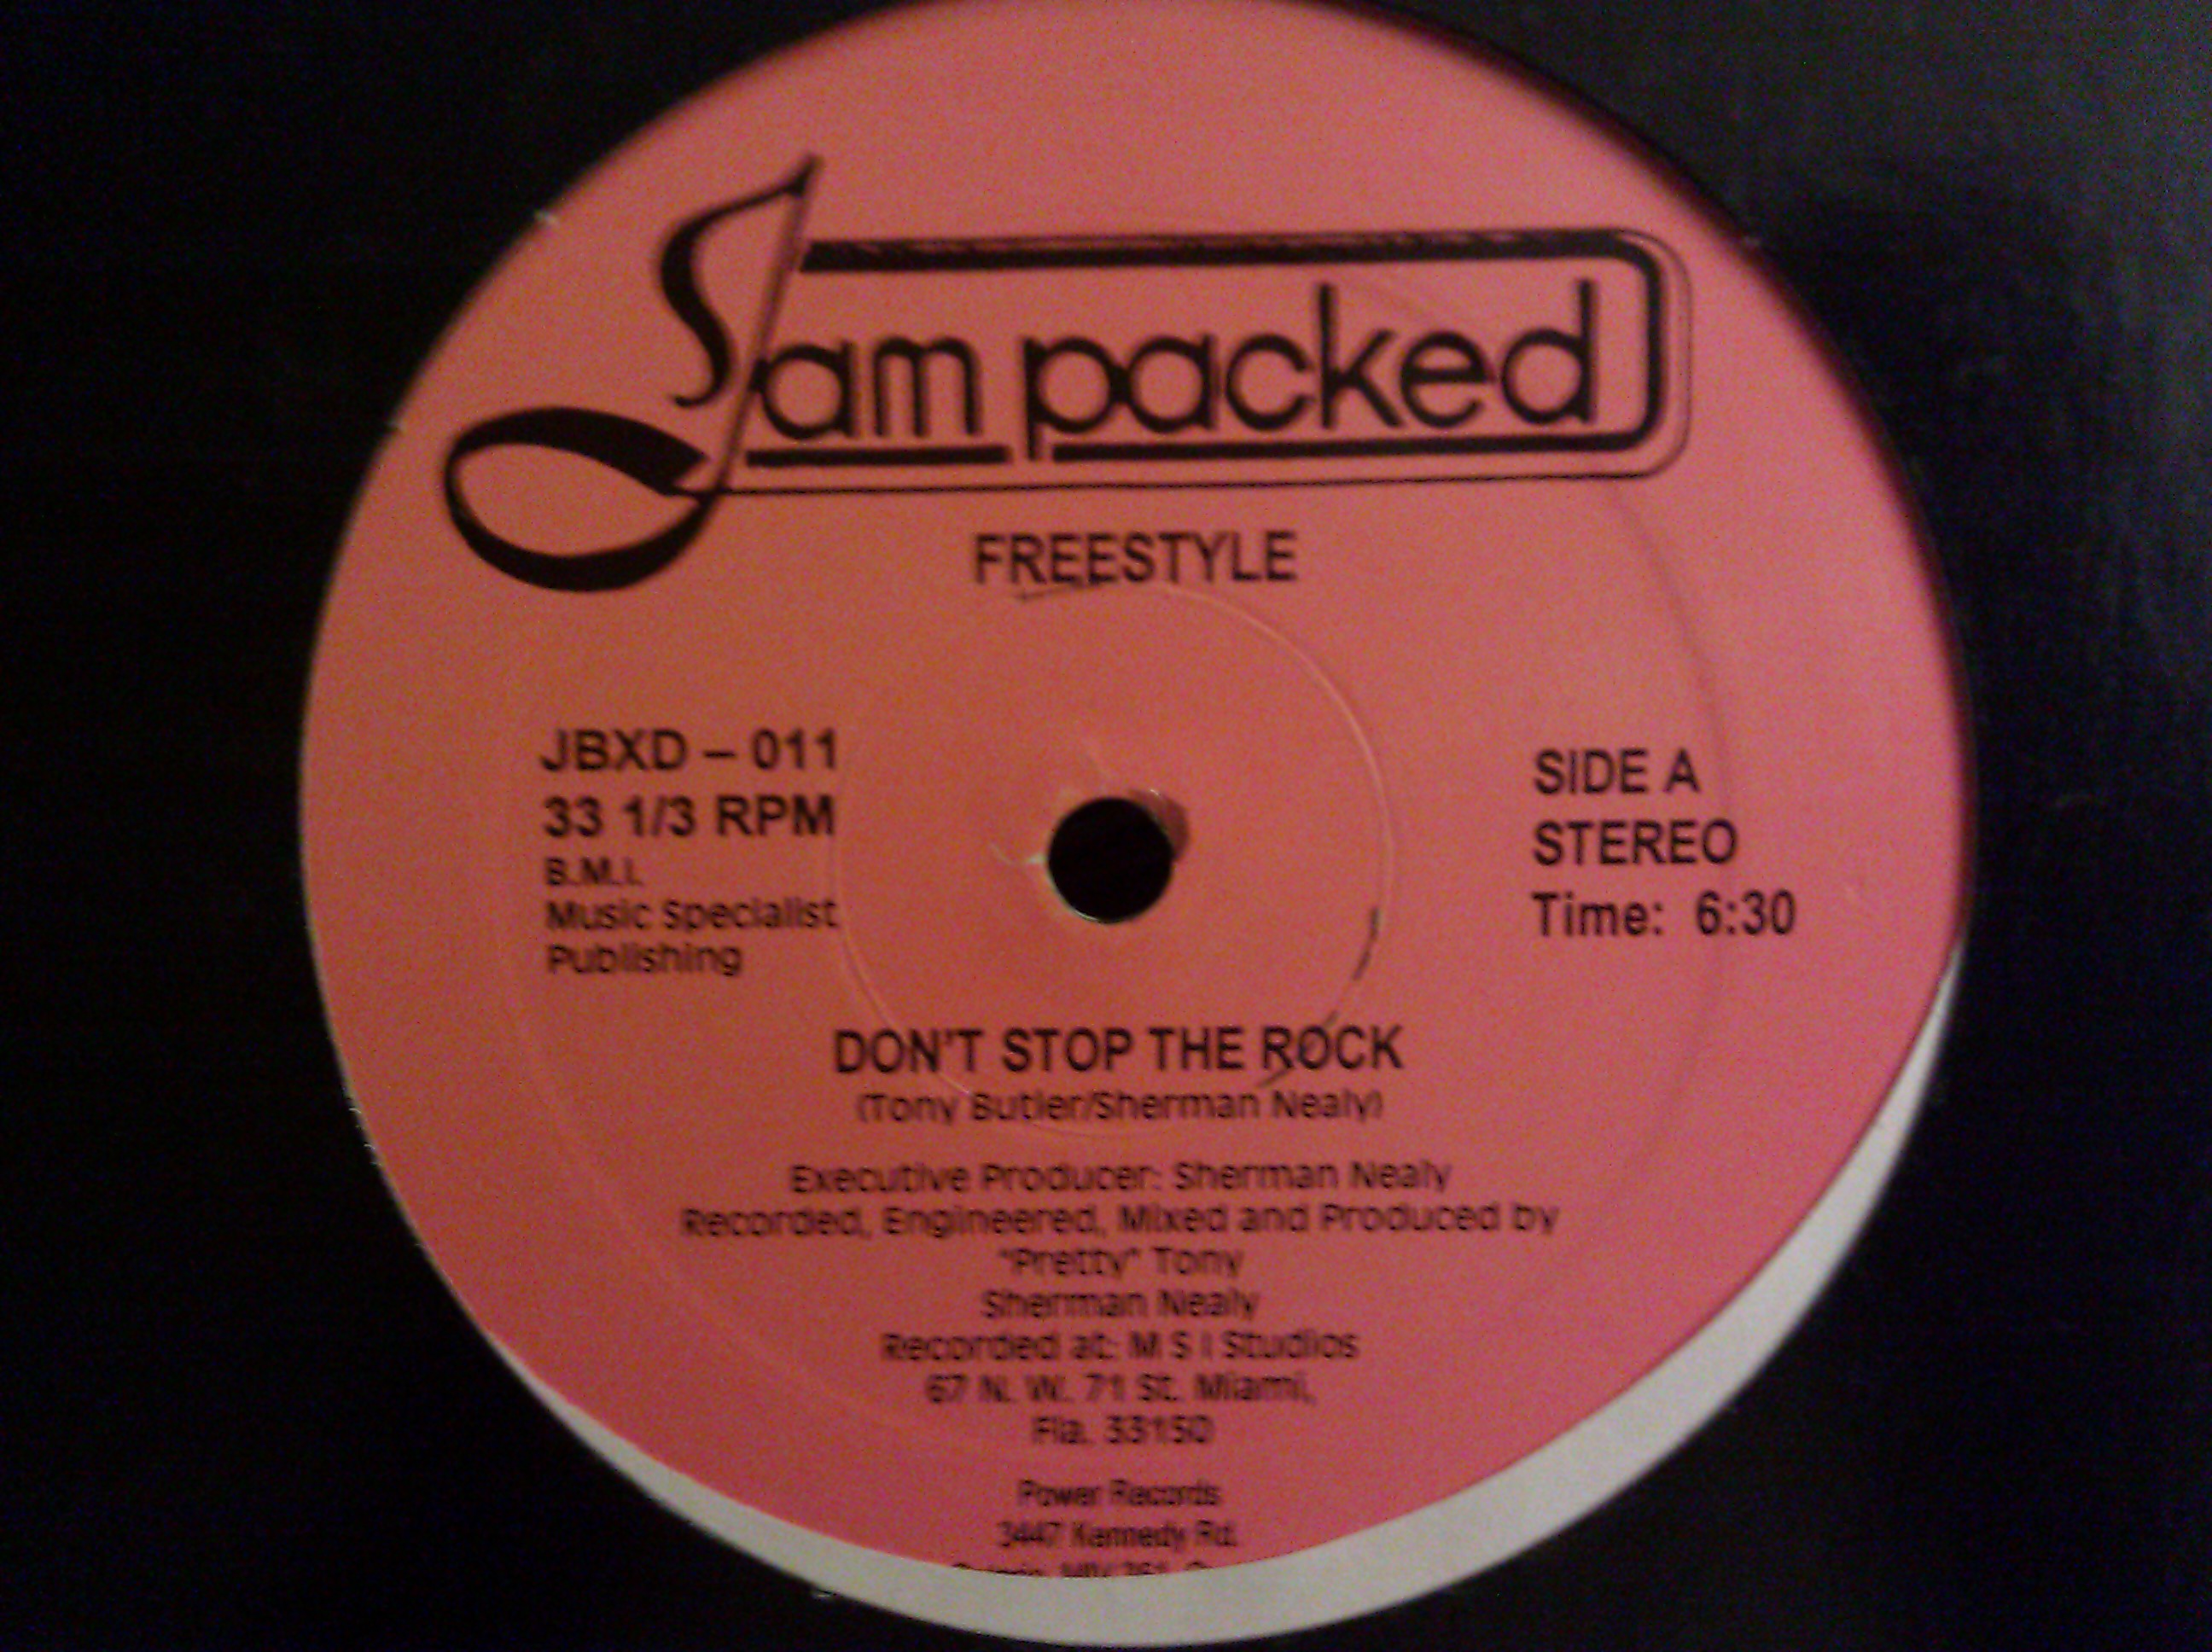 Jam packed
FREESTYLE
JBXD – 011
33 1/3 RPM
B.M.I.
Music Specialist
Publishing
SIDE A
STEREO
Time: 6:30
DON'T STOP THE ROCK
(Tony Butler/Sherman Nealy)
Executive Producer: Sherman Nealy
Recorded, Engineered, Mixed and Produced by
"Pretty" Tony
Sherman Nealy
Recorded at: M S I Studios
67 N. W. 71 St. Miami,
Fla. 33150
Power Records
3447 Kennedy Rd.